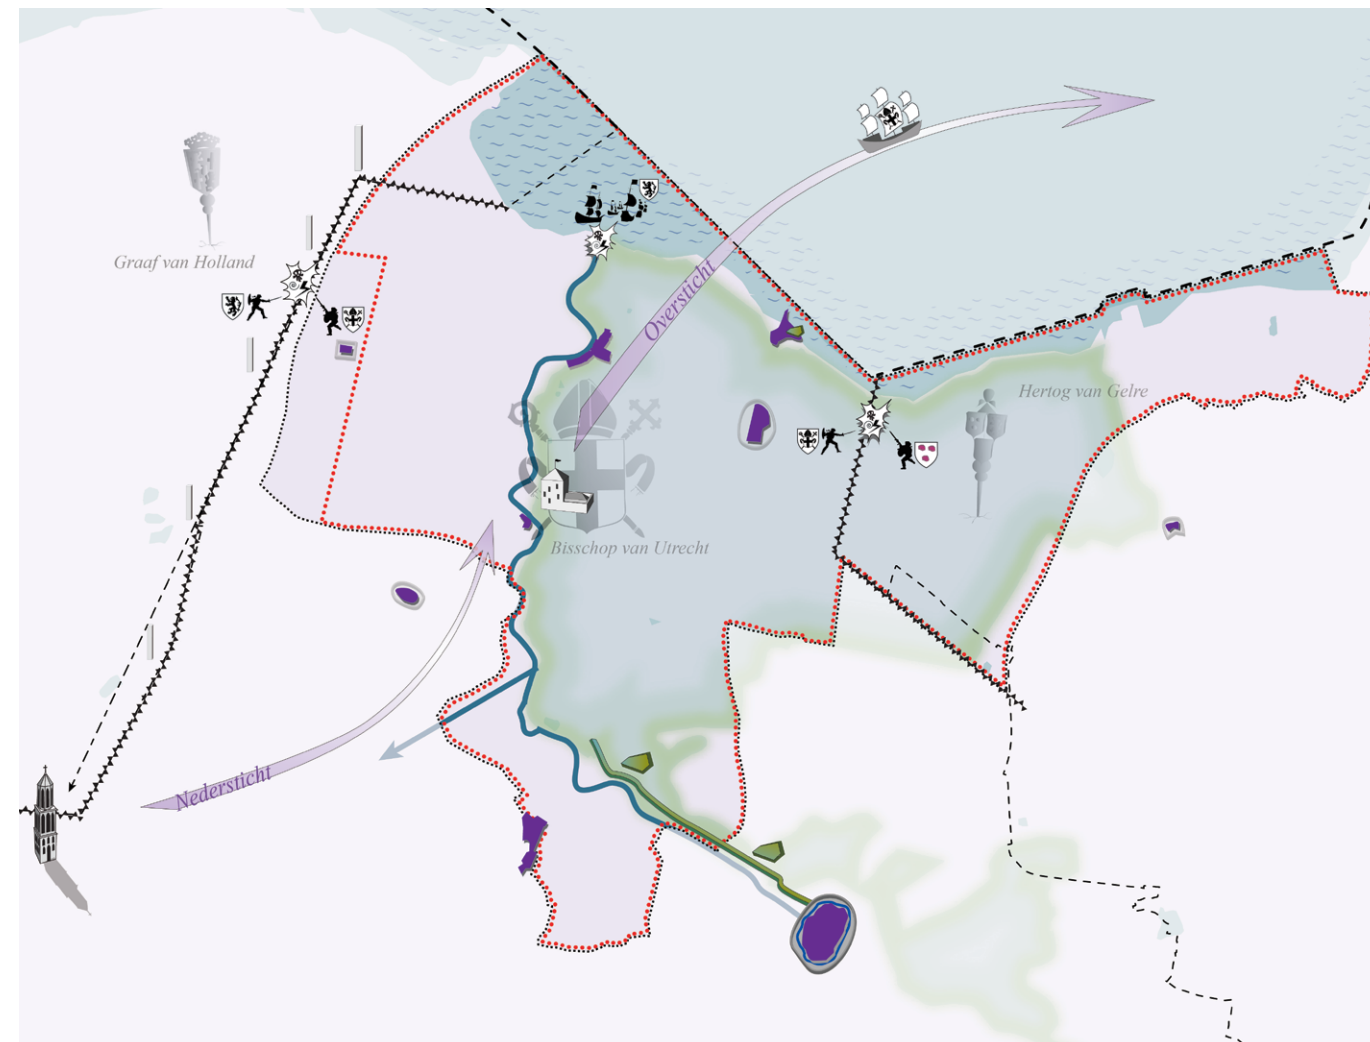 Graaf van Holland
Oversticht
Hertog van Gelre
Bisschop van Utrecht
Nedersticht